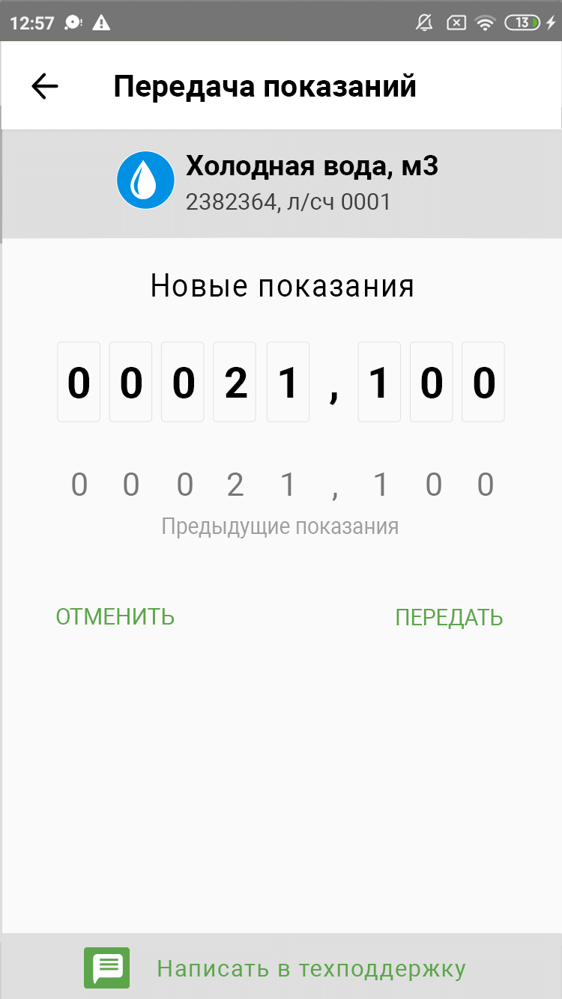 12:57 13
Передача показаний
Холодная вода, м3
2382364, л/сч 0001
Новые показания
0 0 0 2 1 , 1 0 0
0 0 0 2 1 , 1 0 0
Предыдущие показания
ОТМЕНИТЬ ПЕРЕДАТЬ
Написать в техподдержку